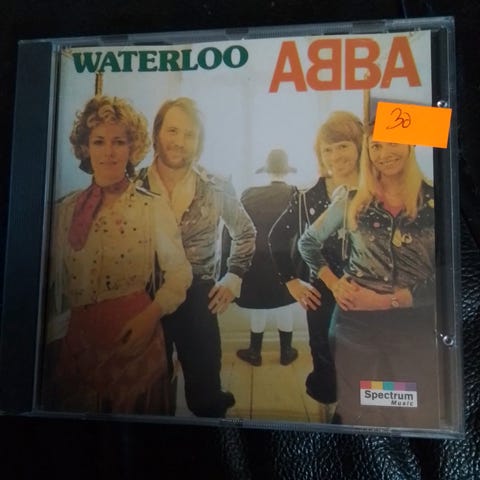 WATERLOO
ABBA
30
Spectrum
Music